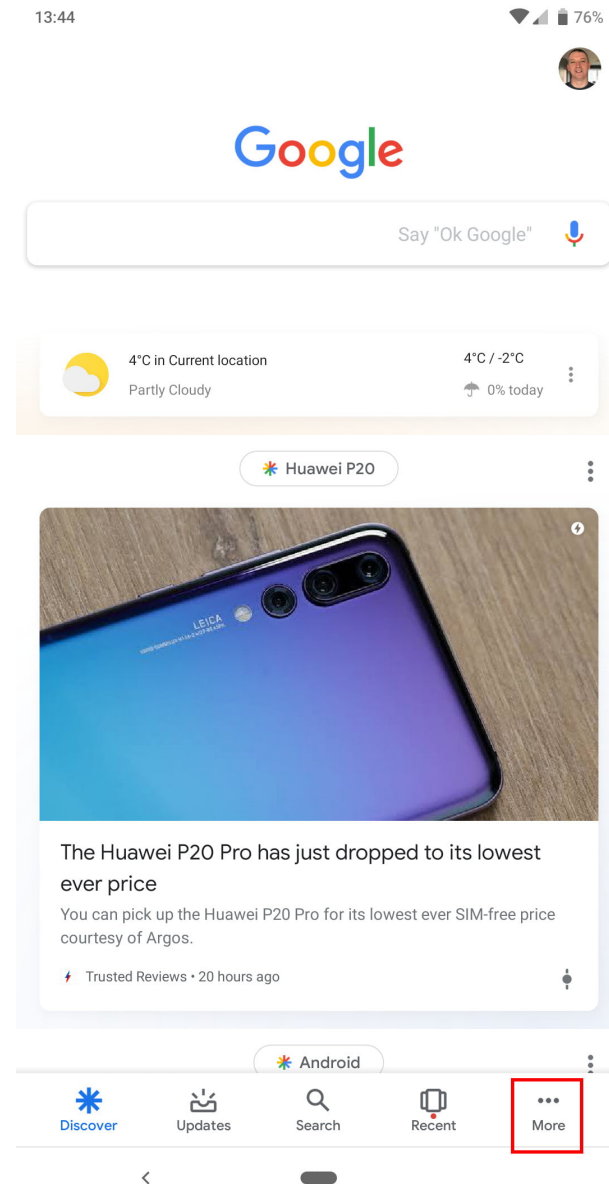 13:44
76%
Google
Say "Ok Google"
4°C in Current location
4°C / -2°C
Partly Cloudy
0% today
Huawei P20
LEICA
The Huawei P20 Pro has just dropped to its lowest
ever price
You can pick up the Huawei P20 Pro for its lowest ever SIM-free price
courtesy of Argos.
Trusted Reviews • 20 hours ago
Android
Discover
Updates
Search
Recent
More